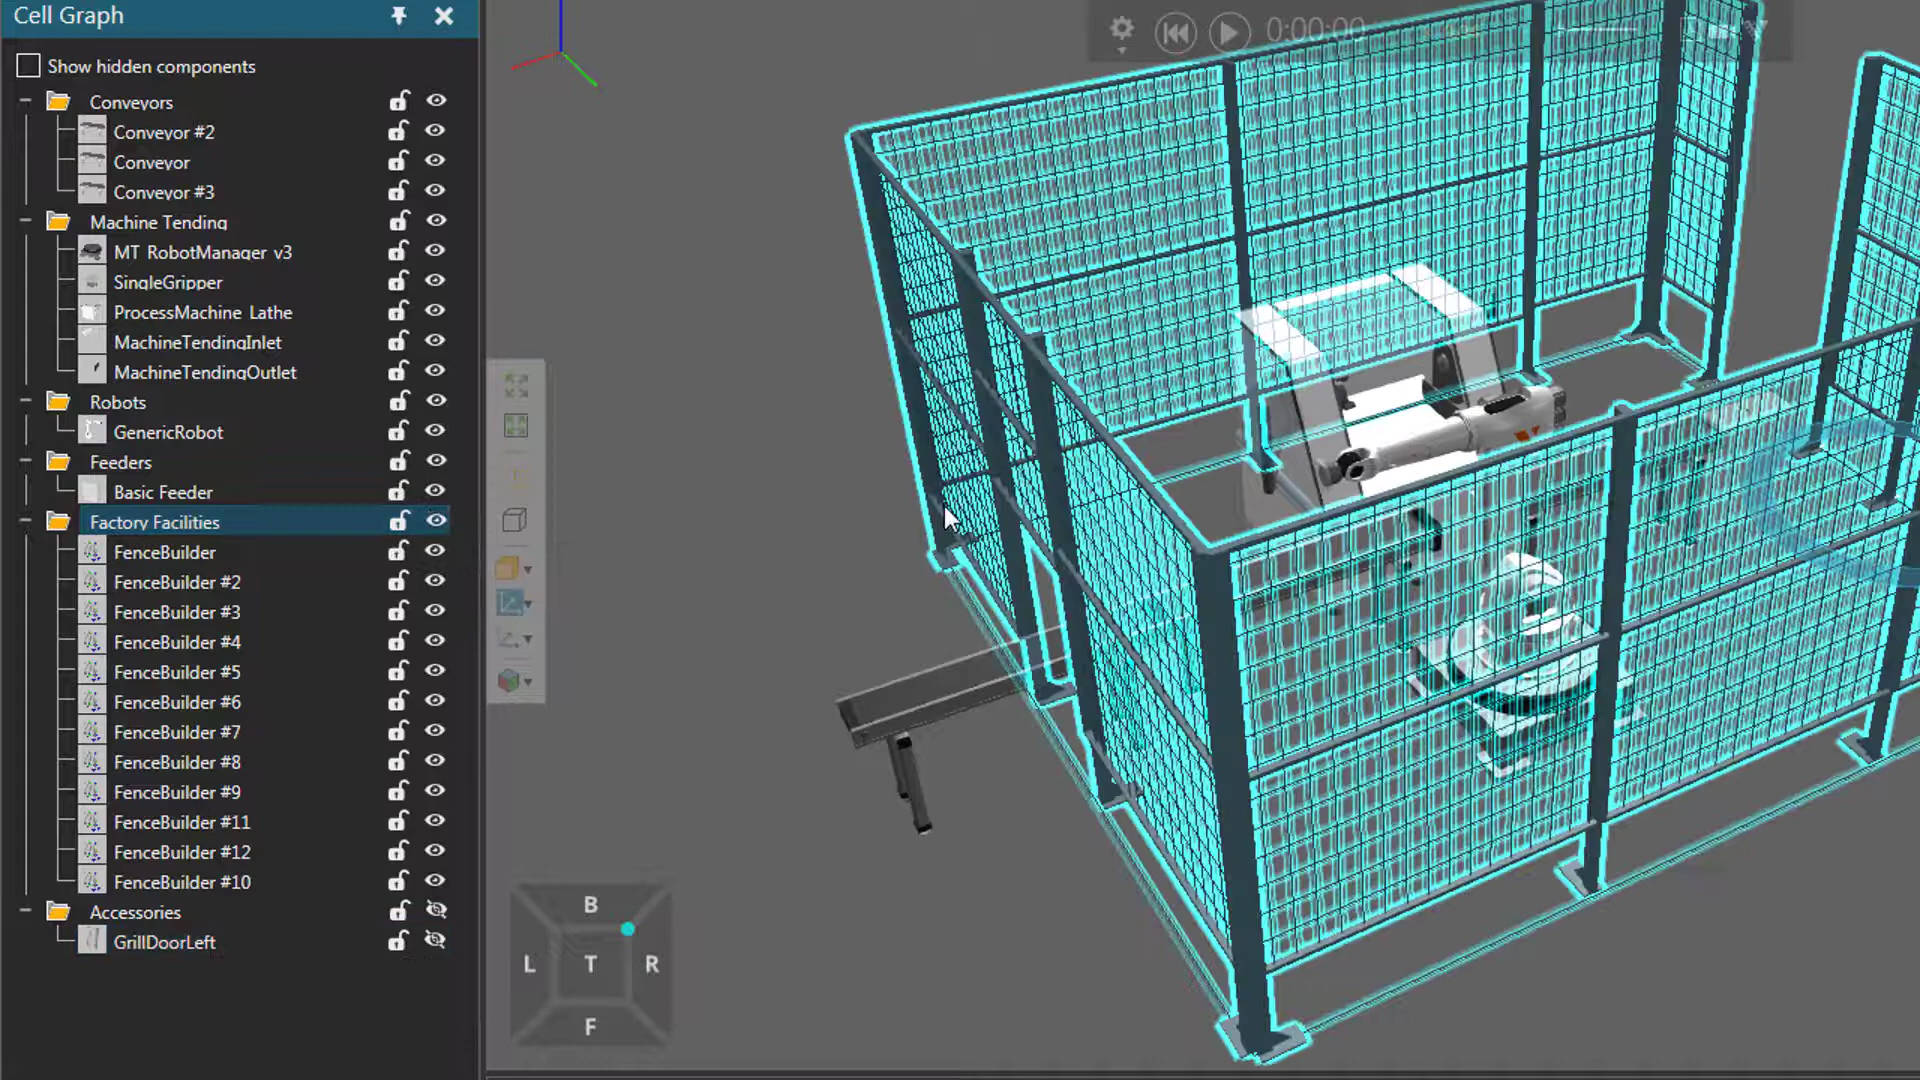 Cell Graph
Show hidden components
Conveyors
Conveyor #2
Conveyor
Conveyor #3
Machine Tending
MT RobotManager v3
SingleGripper
ProcessMachine Lathe
MachineTendingInlet
MachineTendingOutlet
Robots
GenericRobot
Feeders
Basic Feeder
Factory Facilities
FenceBuilder
FenceBuilder #2
FenceBuilder #3
FenceBuilder #4
FenceBuilder #5
FenceBuilder #6
FenceBuilder #7
FenceBuilder #8
FenceBuilder #9
FenceBuilder #11
FenceBuilder #12
FenceBuilder #10
Accessories
GrillDoorLeft
0:00:00
B
L T R
F